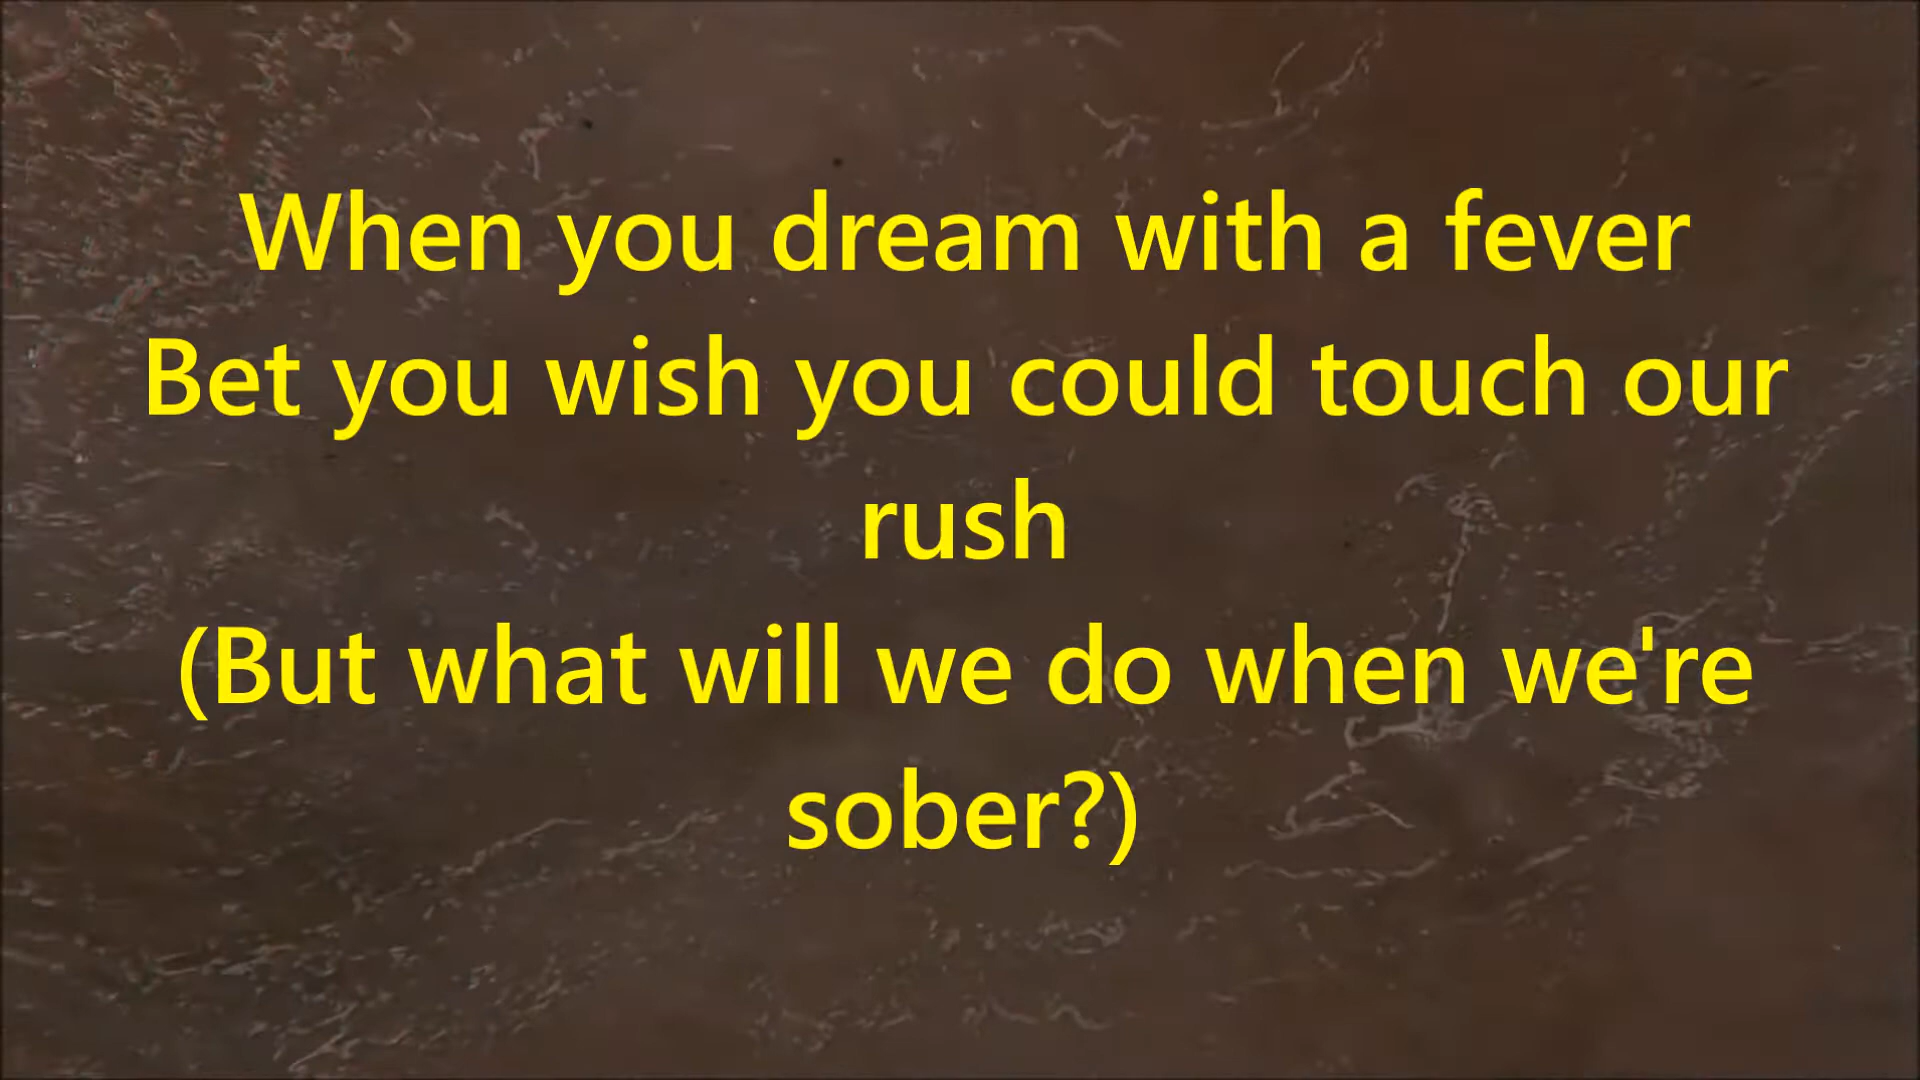 When you dream with a fever
Bet you wish you could touch our
rush
(But what will we do when we're
sober?)